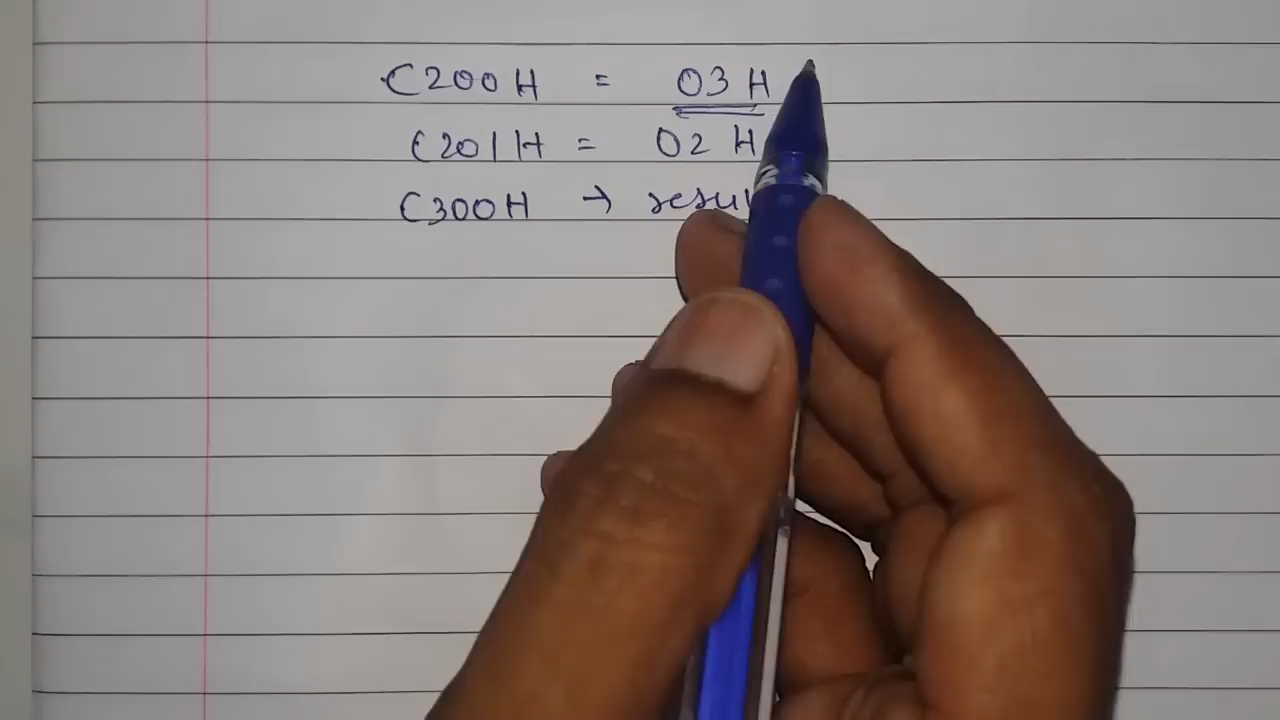 C200H = 03H
C201H = 02H
C300H →